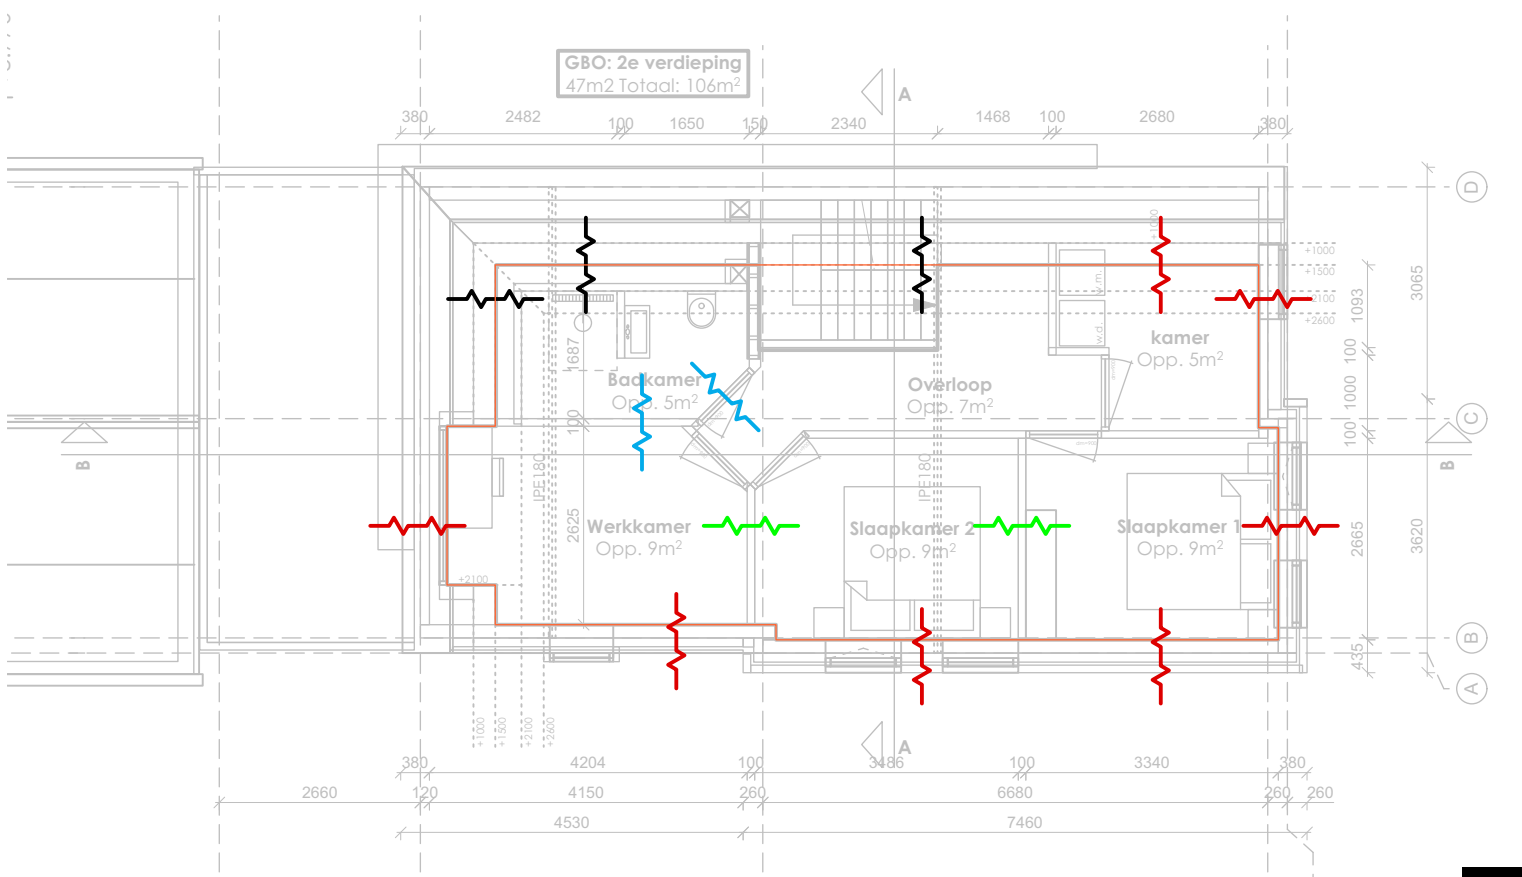 GBO: 2e verdieping
47m2 Totaal: 106m²
A
380
2482
100
1650
150
2340
1468
100
2680
380
D
+1000
+1000
+1500
+2100
+2600
3065
1093
w.m.
w.d.
kamer
Opp. 5m²
1687
Badkamer
Opp. 5m²
Overloop
Opp. 7m²
100
1000
100
100
C
B
B
IPE180
IPE180
2625
Werkkamer
Opp. 9m²
Slaapkamer 2
Opp. 9m²
Slaapkamer 1
Opp. 9m²
2665
3620
+2100
B
435
A
+1000
+1500
+2100
+2600
A
380
4204
100
3486
100
3340
380
2660
120
4150
260
6680
260
260
4530
7460